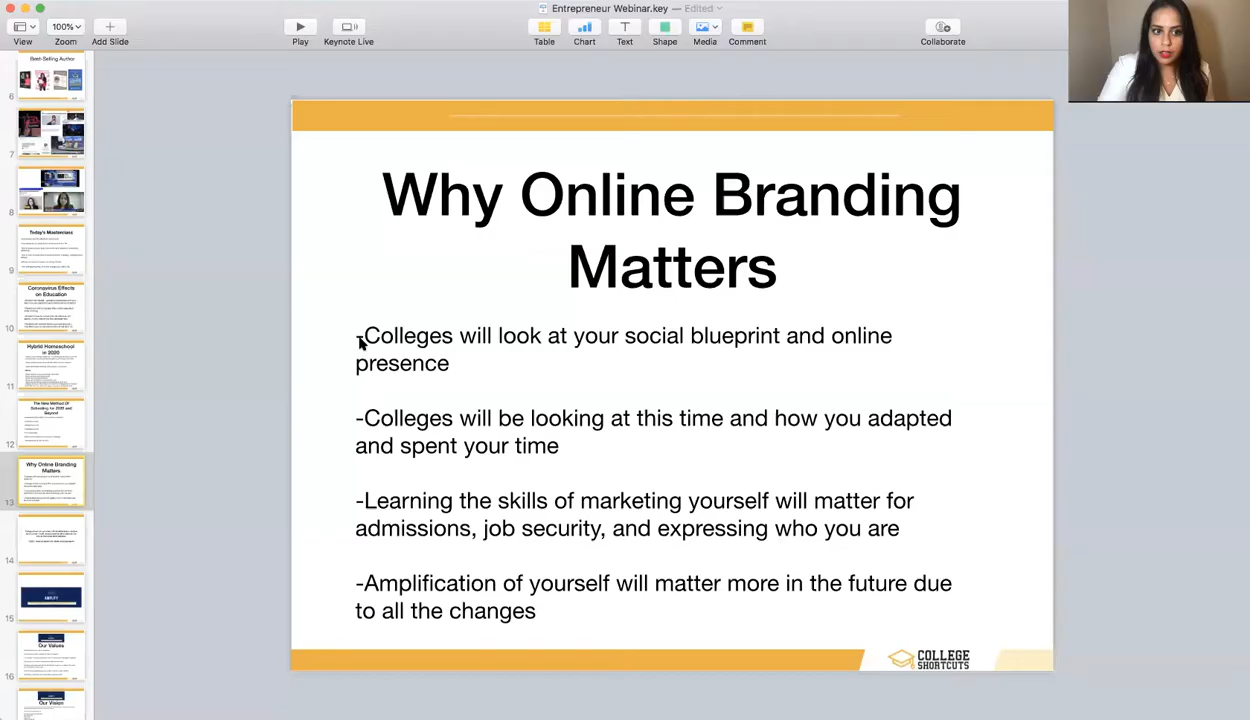 Entrepreneur Webinar.key — Edited
100%
View
Zoom
Add Slide
Play
Keynote Live
Table
Chart
Text
Shape
Media
Comment
Collaborate
Best-Selling Author
6
7
8
Today's Masterclass
9
Coronavirus Effects
on Education
10
Hybrid Homeschool
in 2020
11
The New Method Of
Schooling for 2020 and
Beyond
12
Why Online Branding
Matters
13
14
15
Our Values
16
Our Vision
Why Online Branding
Matters
-Colleges will look at your social blueprint and online
presence
-Colleges will be looking at this time and how you adapted
and spent your time
-Learning the skills of marketing yourself will matter for
admissions, job security, and expressing who you are
-Amplification of yourself will matter more in the future due
to all the changes
COLLEGE
SHORTCUTS